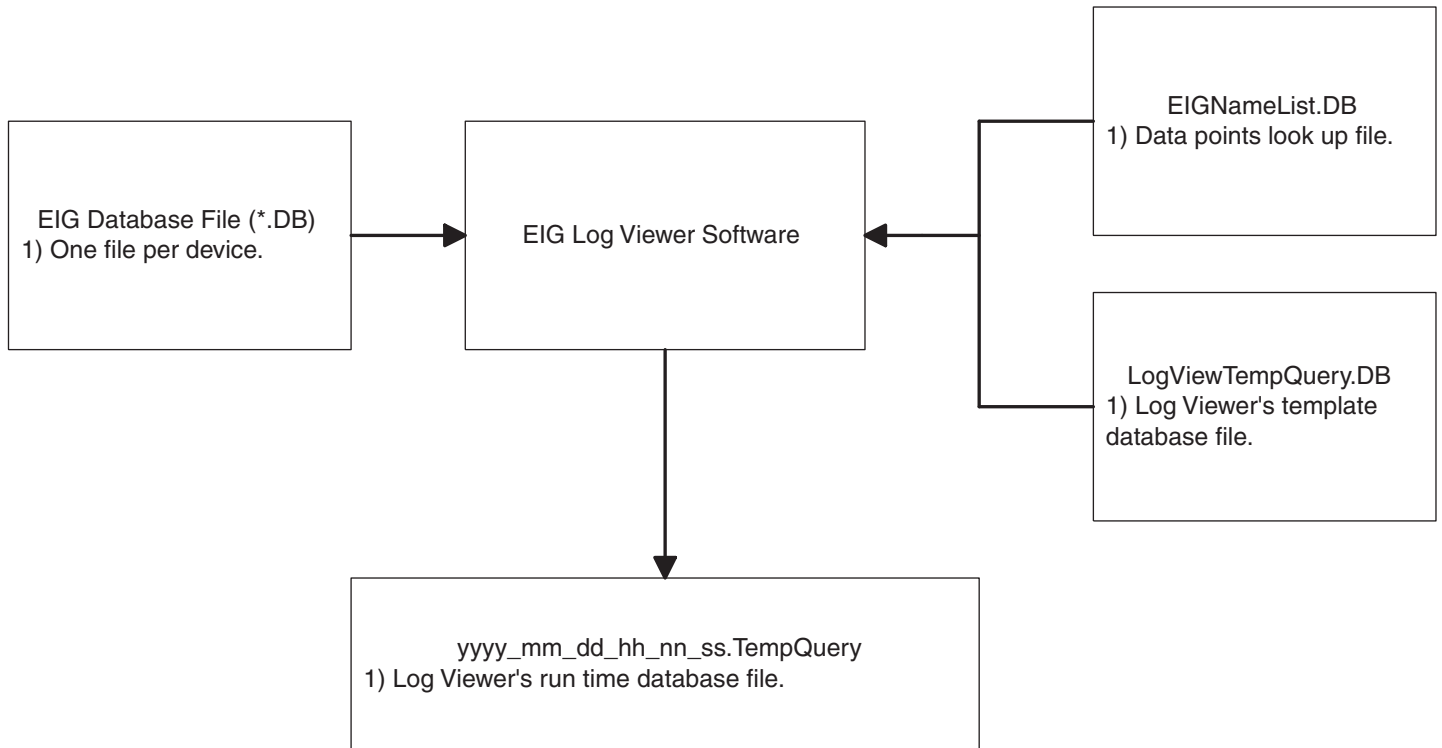 EIG Database File (*.DB)
1) One file per device.
EIG Log Viewer Software
EIGNameList.DB
1) Data points look up file.
LogViewTempQuery.DB
1) Log Viewer's template
database file.
yyyy_mm_dd_hh_nn_ss.TempQuery
1) Log Viewer's run time database file.